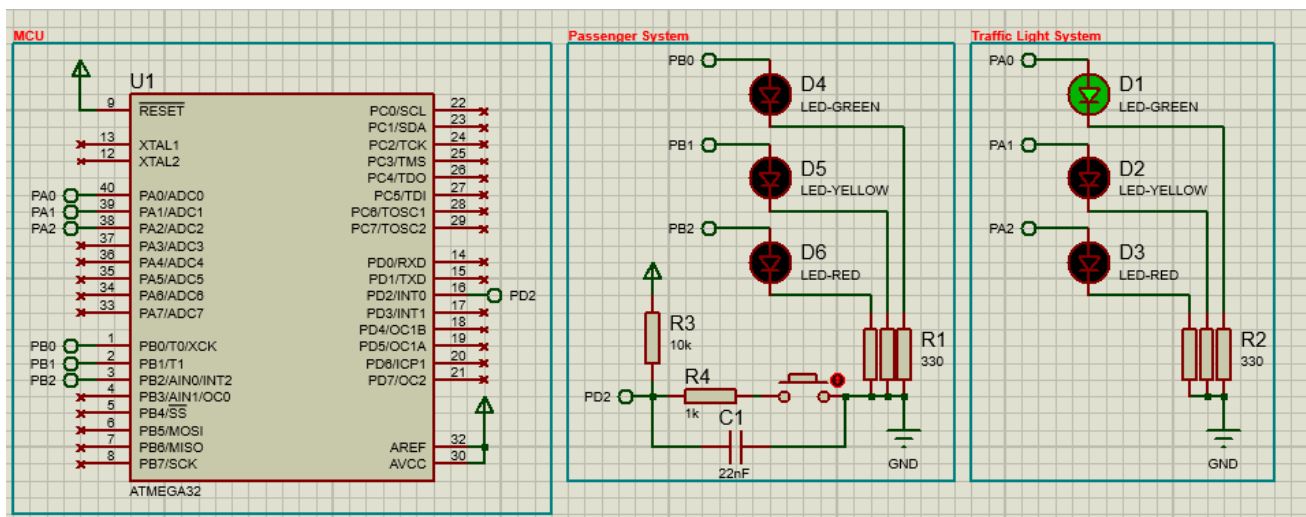 MCU
U1
9
RESET
13
XTAL1
12
XTAL2
PA0
40
PA0/ADC0
PA1
39
PA1/ADC1
PA2
38
PA2/ADC2
37
PA3/ADC3
36
PA4/ADC4
35
PA5/ADC5
34
PA6/ADC6
33
PA7/ADC7
PB0
1
PB0/T0/XCK
PB1
2
PB1/T1
PB2
3
PB2/AIN0/INT2
4
PB3/AIN1/OC0
5
PB4/SS
6
PB5/MOSI
7
PB6/MISO
8
PB7/SCK
PC0/SCL
22
PC1/SDA
23
PC2/TCK
24
PC3/TMS
25
PC4/TDO
26
PC5/TDI
27
PC6/TOSC1
28
PC7/TOSC2
29
PD0/RXD
14
PD1/TXD
15
PD2/INT0
16
PD2
PD3/INT1
17
PD4/OC1B
18
PD5/OC1A
19
PD6/ICP1
20
PD7/OC2
21
AREF
32
AVCC
30
ATMEGA32
Passenger System
PB0
D4
LED-GREEN
PB1
D5
LED-YELLOW
PB2
D6
LED-RED
R3
10k
R1
330
PD2
R4
1k
C1
22nF
GND
Traffic Light System
PA0
D1
LED-GREEN
PA1
D2
LED-YELLOW
PA2
D3
LED-RED
R2
330
GND